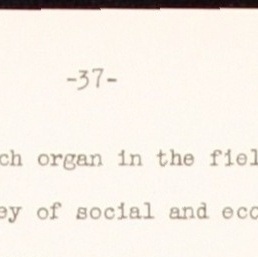 -37-
ch organ in the fiel
ey of social and eco